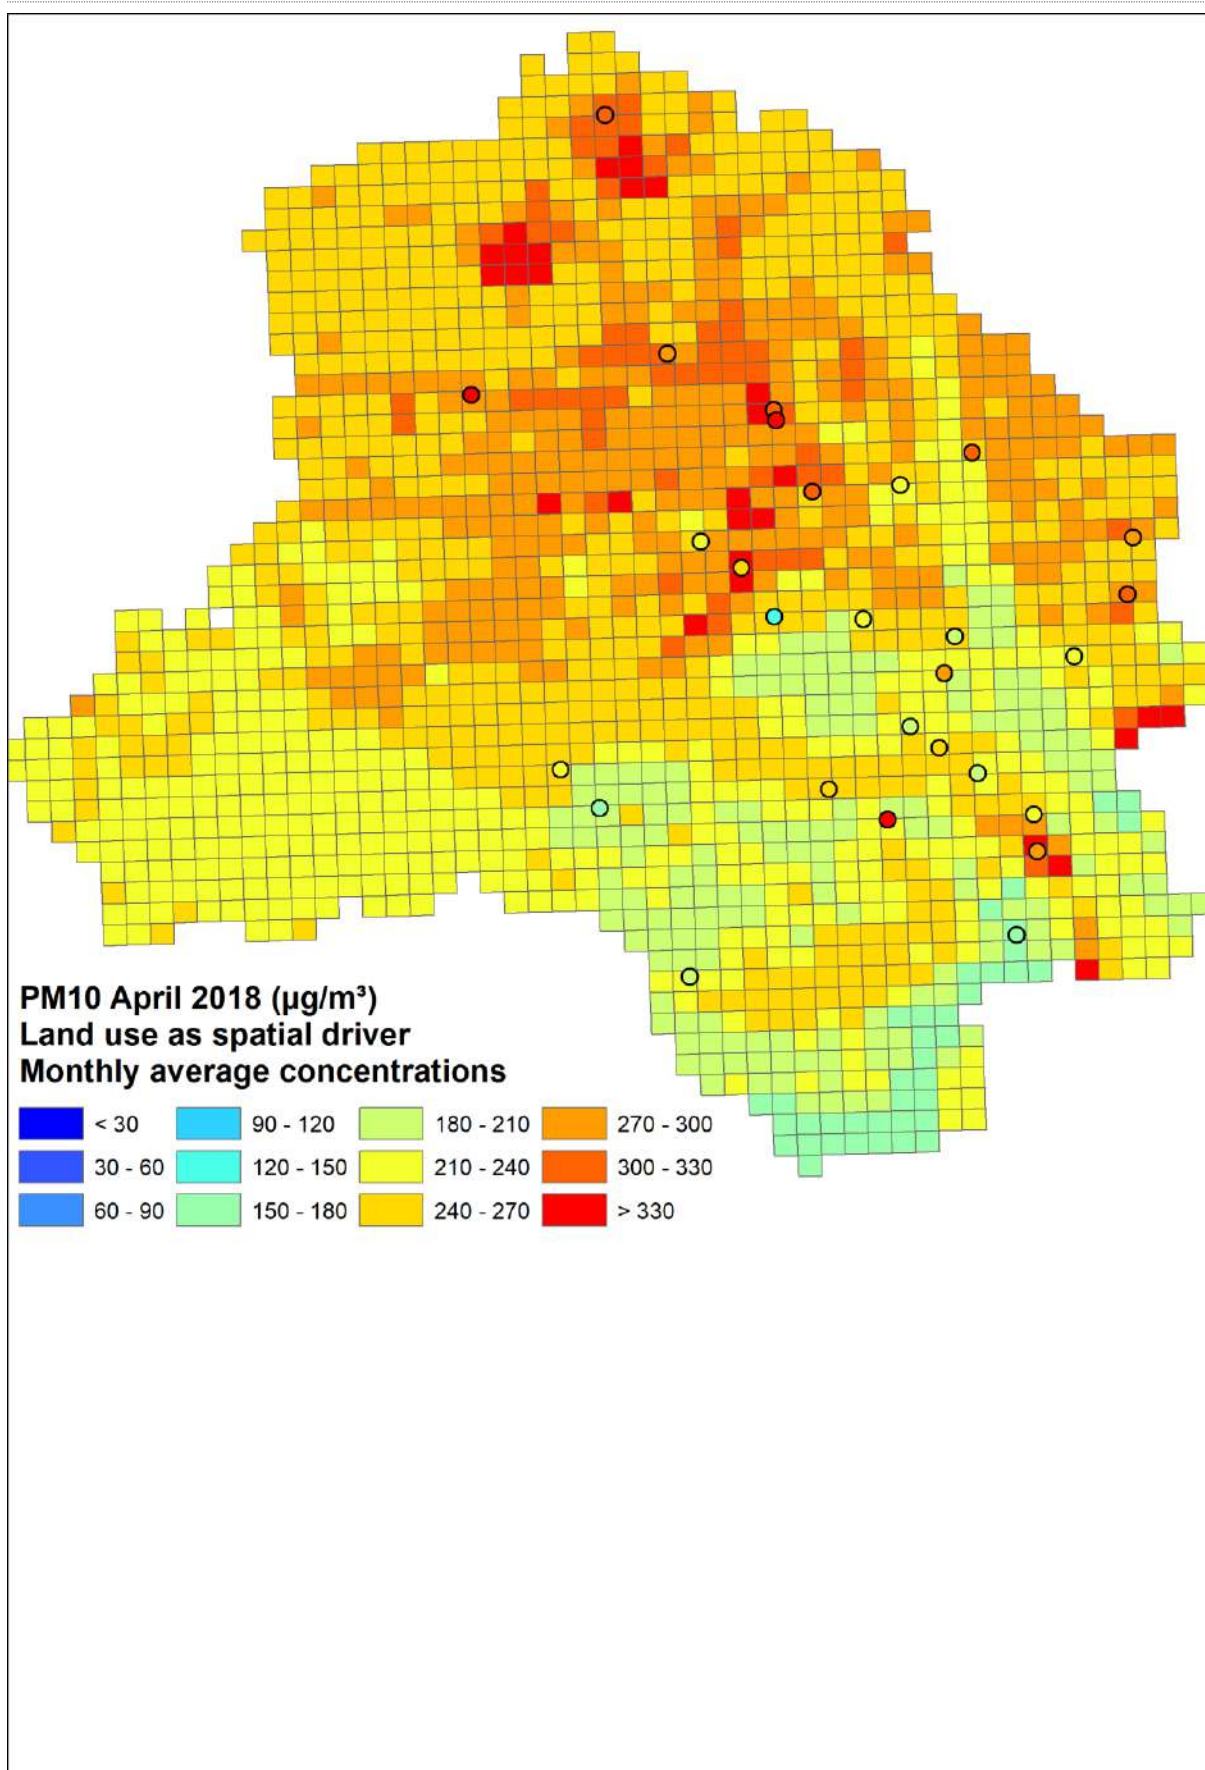 PM10 April 2018 (µg/m³)
Land use as spatial driver
Monthly average concentrations
< 30 90 - 120 180 - 210 270 - 300
30 - 60 120 - 150 210 - 240 300 - 330
60 - 90 150 - 180 240 - 270 > 330